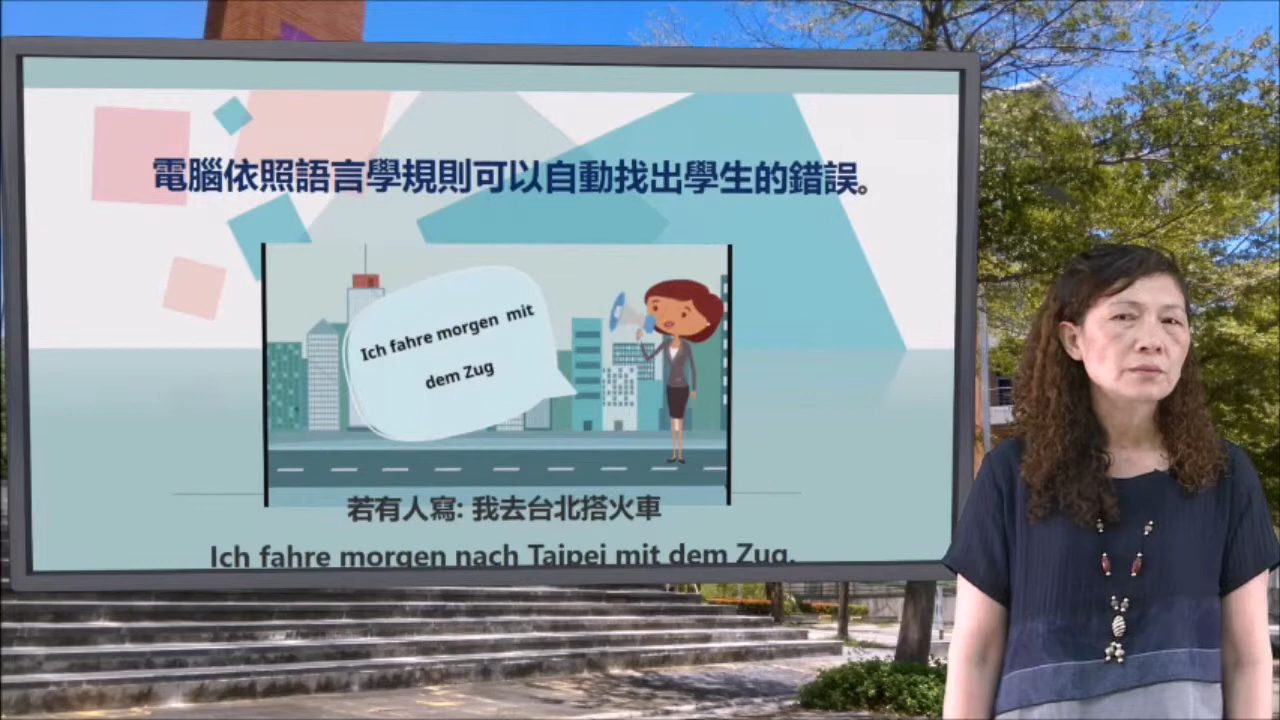 電腦依照語言學規則可以自動找出學生的錯誤。
Ich fahre morgen mit
dem Zug
若有人寫: 我去台北搭火車
Ich fahre morgen nach Taipei mit dem Zug.